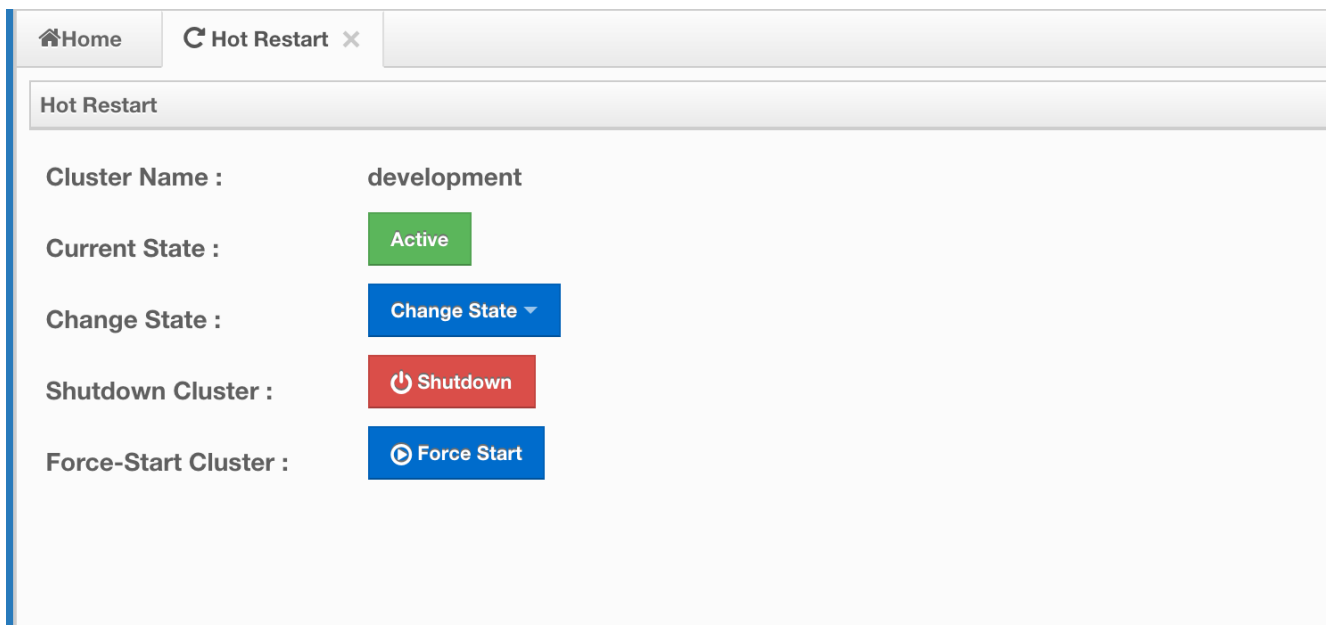 Home Hot Restart
Hot Restart
Cluster Name : development
Current State : Active
Change State : Change State
Shutdown Cluster : Shutdown
Force-Start Cluster : Force Start